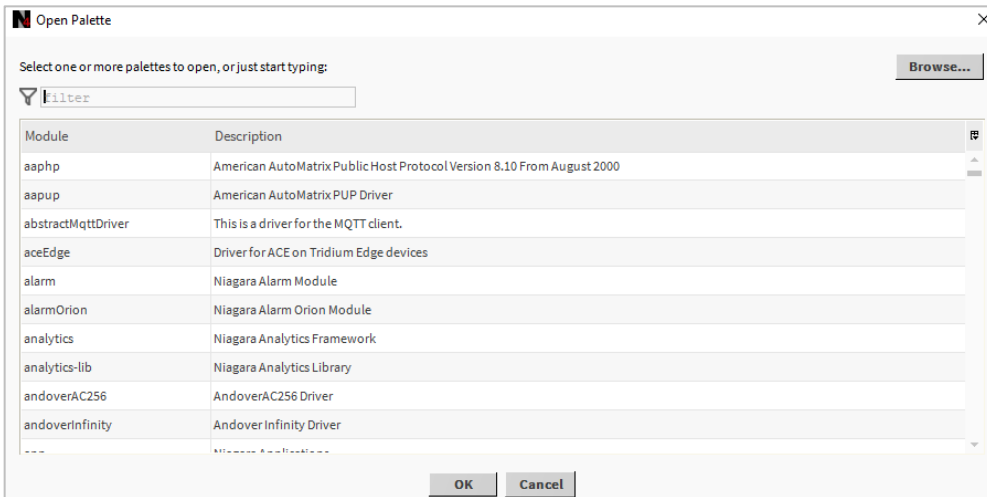 Open Palette
Select one or more palettes to open, or just start typing:
Browse...
filter
Module Description
aaphp American AutoMatrix Public Host Protocol Version 8.10 From August 2000
aapup American AutoMatrix PUP Driver
abstractMqttDriver This is a driver for the MQTT client.
aceEdge Driver for ACE on Tridium Edge devices
alarm Niagara Alarm Module
alarmOrion Niagara Alarm Orion Module
analytics Niagara Analytics Framework
analytics-lib Niagara Analytics Library
andoverAC256 AndoverAC256 Driver
andoverInfinity Andover Infinity Driver
OK Cancel